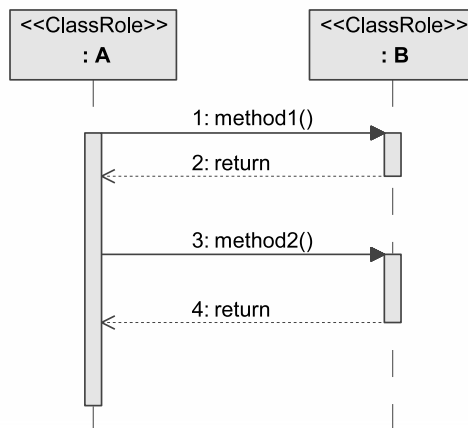 <<ClassRole>>
: A
<<ClassRole>>
: B
1: method1()
2: return
3: method2()
4: return